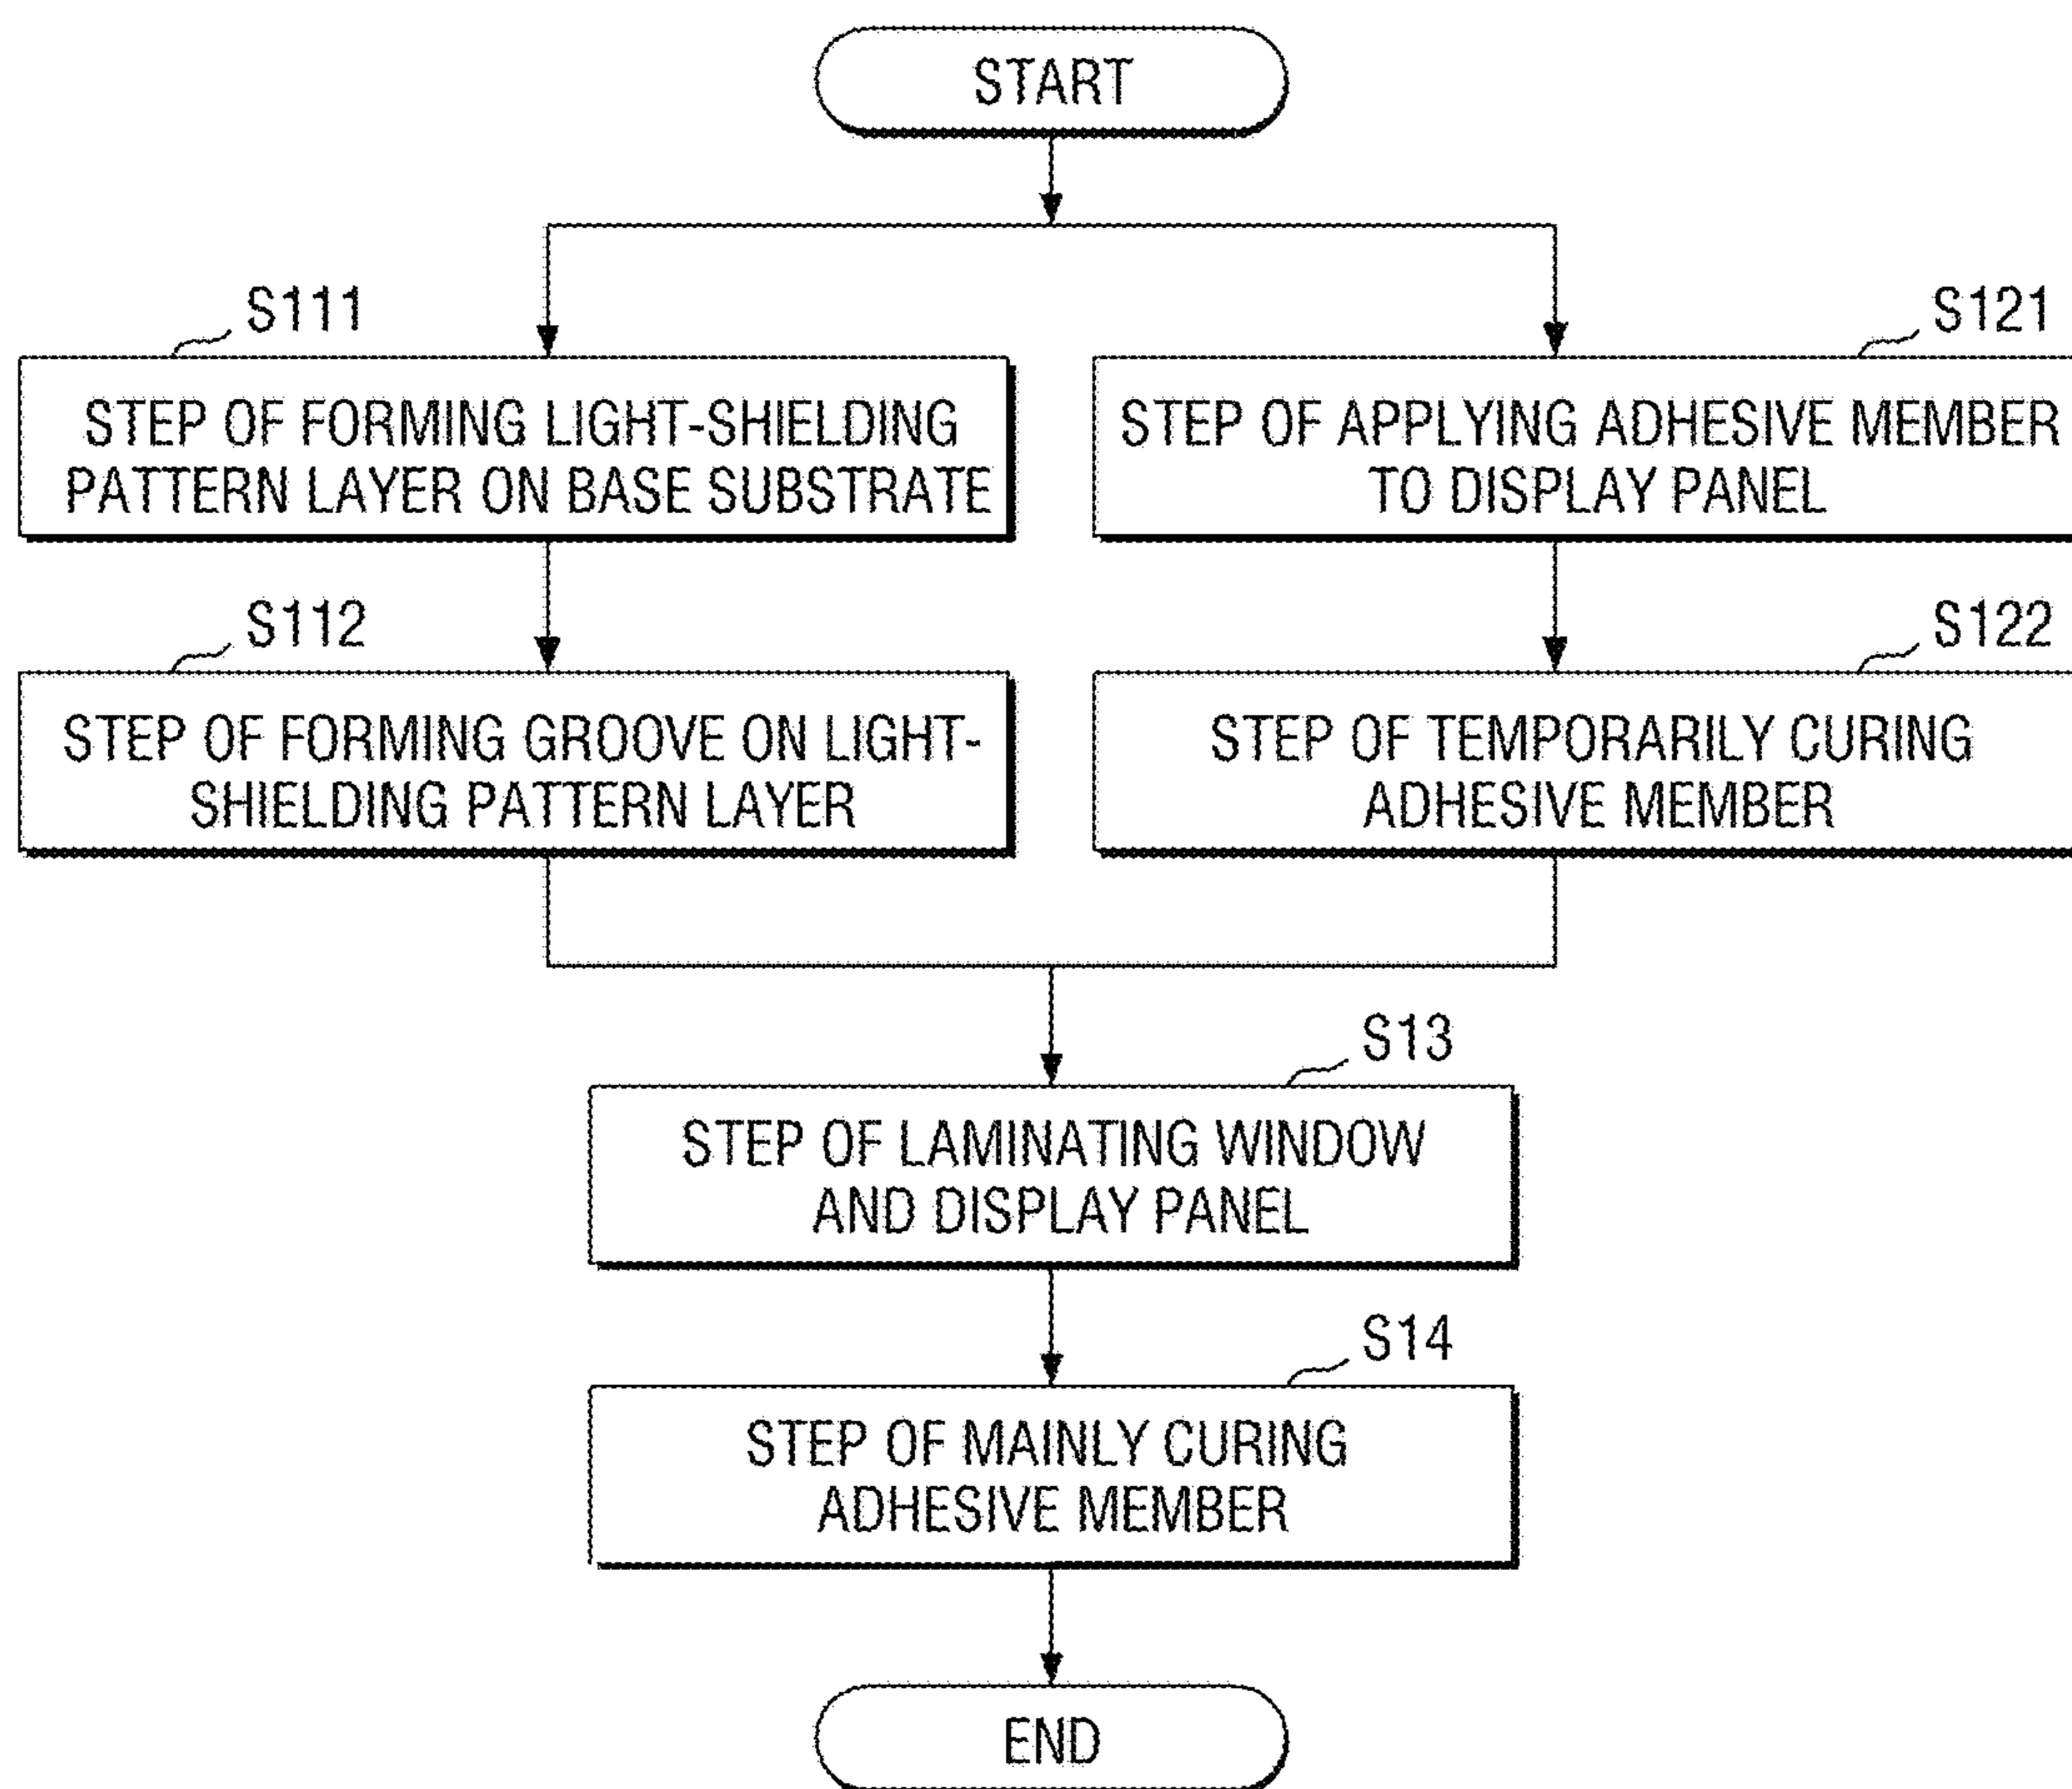 START
S111
STEP OF FORMING LIGHT-SHIELDING
PATTERN LAYER ON BASE SUBSTRATE
S121
STEP OF APPLYING ADHESIVE MEMBER
TO DISPLAY PANEL
S112
STEP OF FORMING GROOVE ON LIGHT-
SHIELDING PATTERN LAYER
S122
STEP OF TEMPORARILY CURING
ADHESIVE MEMBER
S13
STEP OF LAMINATING WINDOW
AND DISPLAY PANEL
S14
STEP OF MAINLY CURING
ADHESIVE MEMBER
END